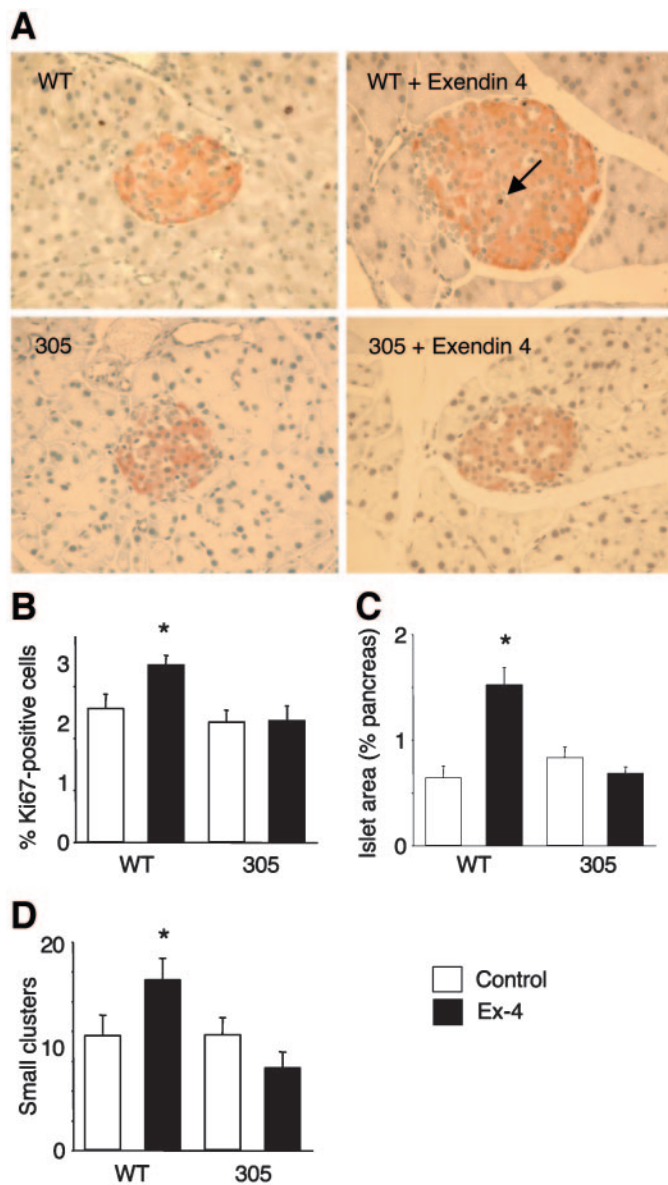 A
WT
WT + Exendin 4
305
305 + Exendin 4
B
% Ki67-positive cells
3
2
1
0
*
WT
305
C
Islet area (% pancreas)
2
1
0
*
WT
305
D
Small clusters
20
10
0
*
WT
305
Control
Ex-4